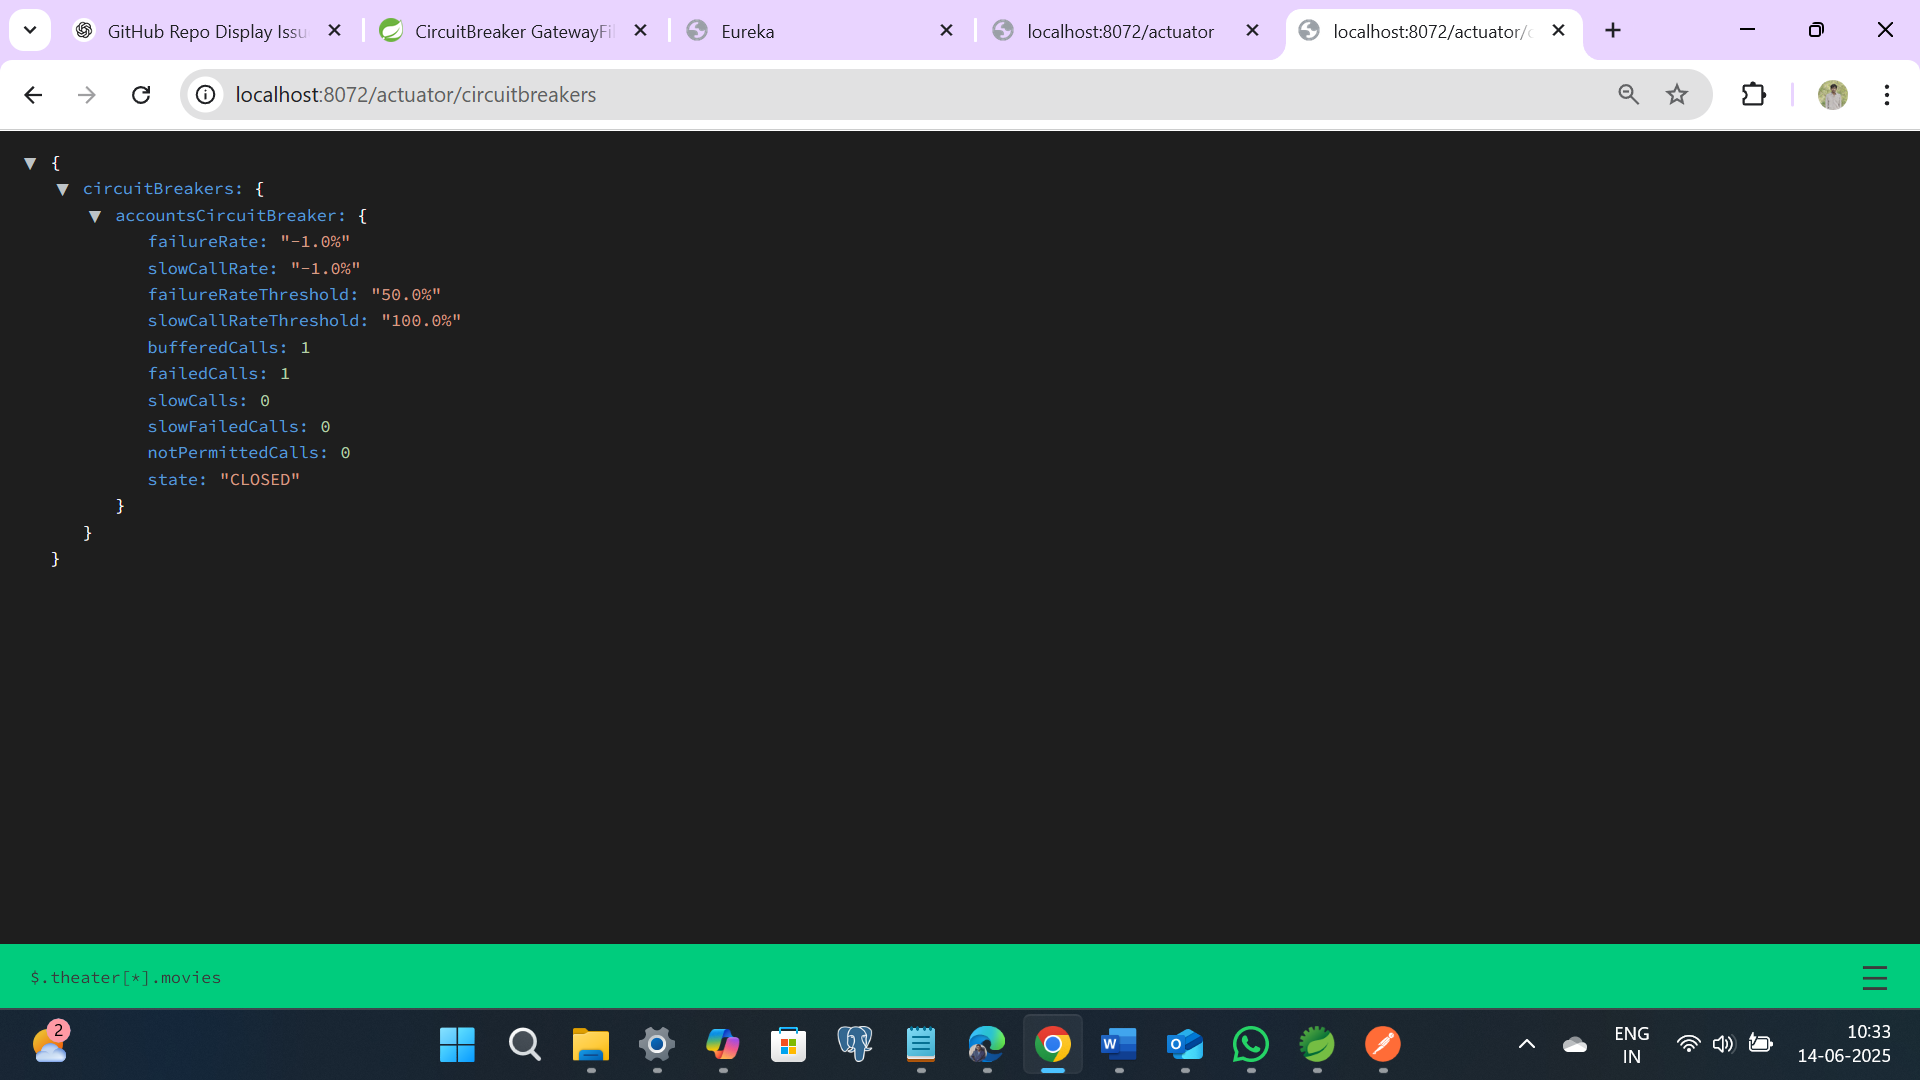 GitHub Repo Display Issu
CircuitBreaker GatewayFil
Eureka
localhost:8072/actuator
localhost:8072/actuator/c
localhost:8072/actuator/circuitbreakers
{
circuitBreakers: {
accountsCircuitBreaker: {
failureRate: "-1.0%"
slowCallRate: "-1.0%"
failureRateThreshold: "50.0%"
slowCallRateThreshold: "100.0%"
bufferedCalls: 1
failedCalls: 1
slowCalls: 0
slowFailedCalls: 0
notPermittedCalls: 0
state: "CLOSED"
}
}
}
$.theater[*].movies
2
ENG
IN
10:33
14-06-2025